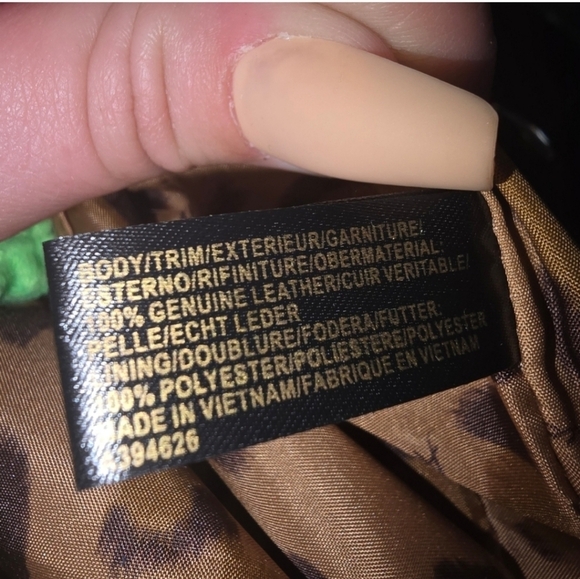 BODY/TRIM/EXTERIEUR/GARNITURE/
ESTERNO/RIFINITURE/OBERMATERIAL:
100% GENUINE LEATHER/CUIR VERITABLE/
PELLE/ECHT LEDER
LINING/DOUBLURE/FODERA/FUTTER:
100% POLYESTER/POLIESTERE/POLYESTER
MADE IN VIETNAM/FABRIQUE EN VIETNAM
4394626